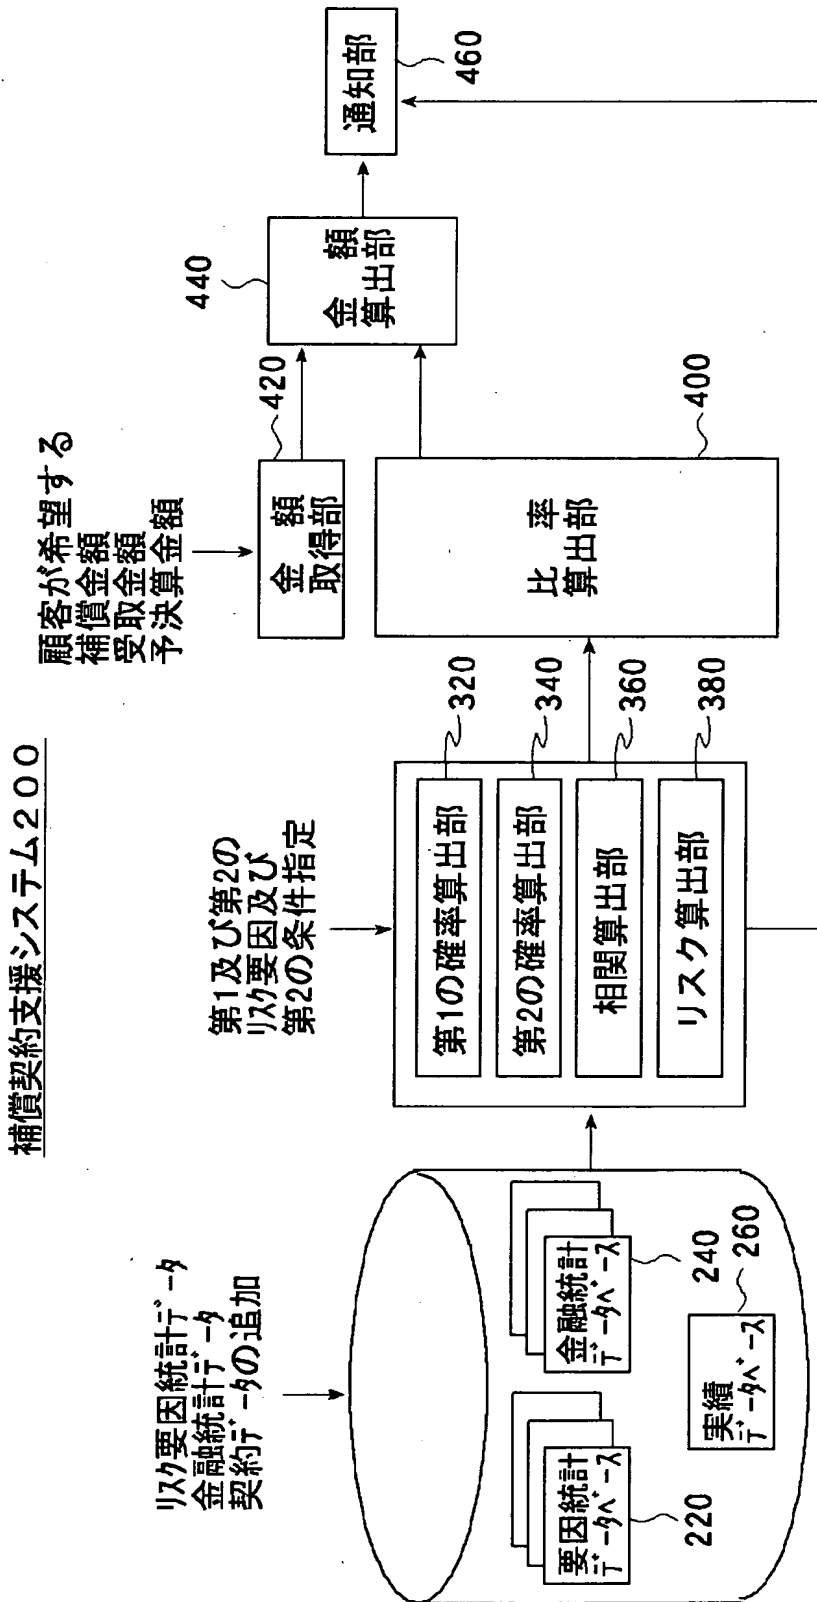 補償契約支援システム２００
リスク要因統計データ
金融統計データ
契約データの追加
要因統計
データベース
220
金融統計
データベース
240
実績
データベース
260
第1及び第2の
リスク要因及び
第2の条件指定
第1の確率算出部
320
第2の確率算出部
340
相関算出部
360
リスク算出部
380
顧客が希望する
補償金額
受取金額
予決算金額
金額
取得部
420
比率
算出部
400
金額
算出部
440
通知部
460